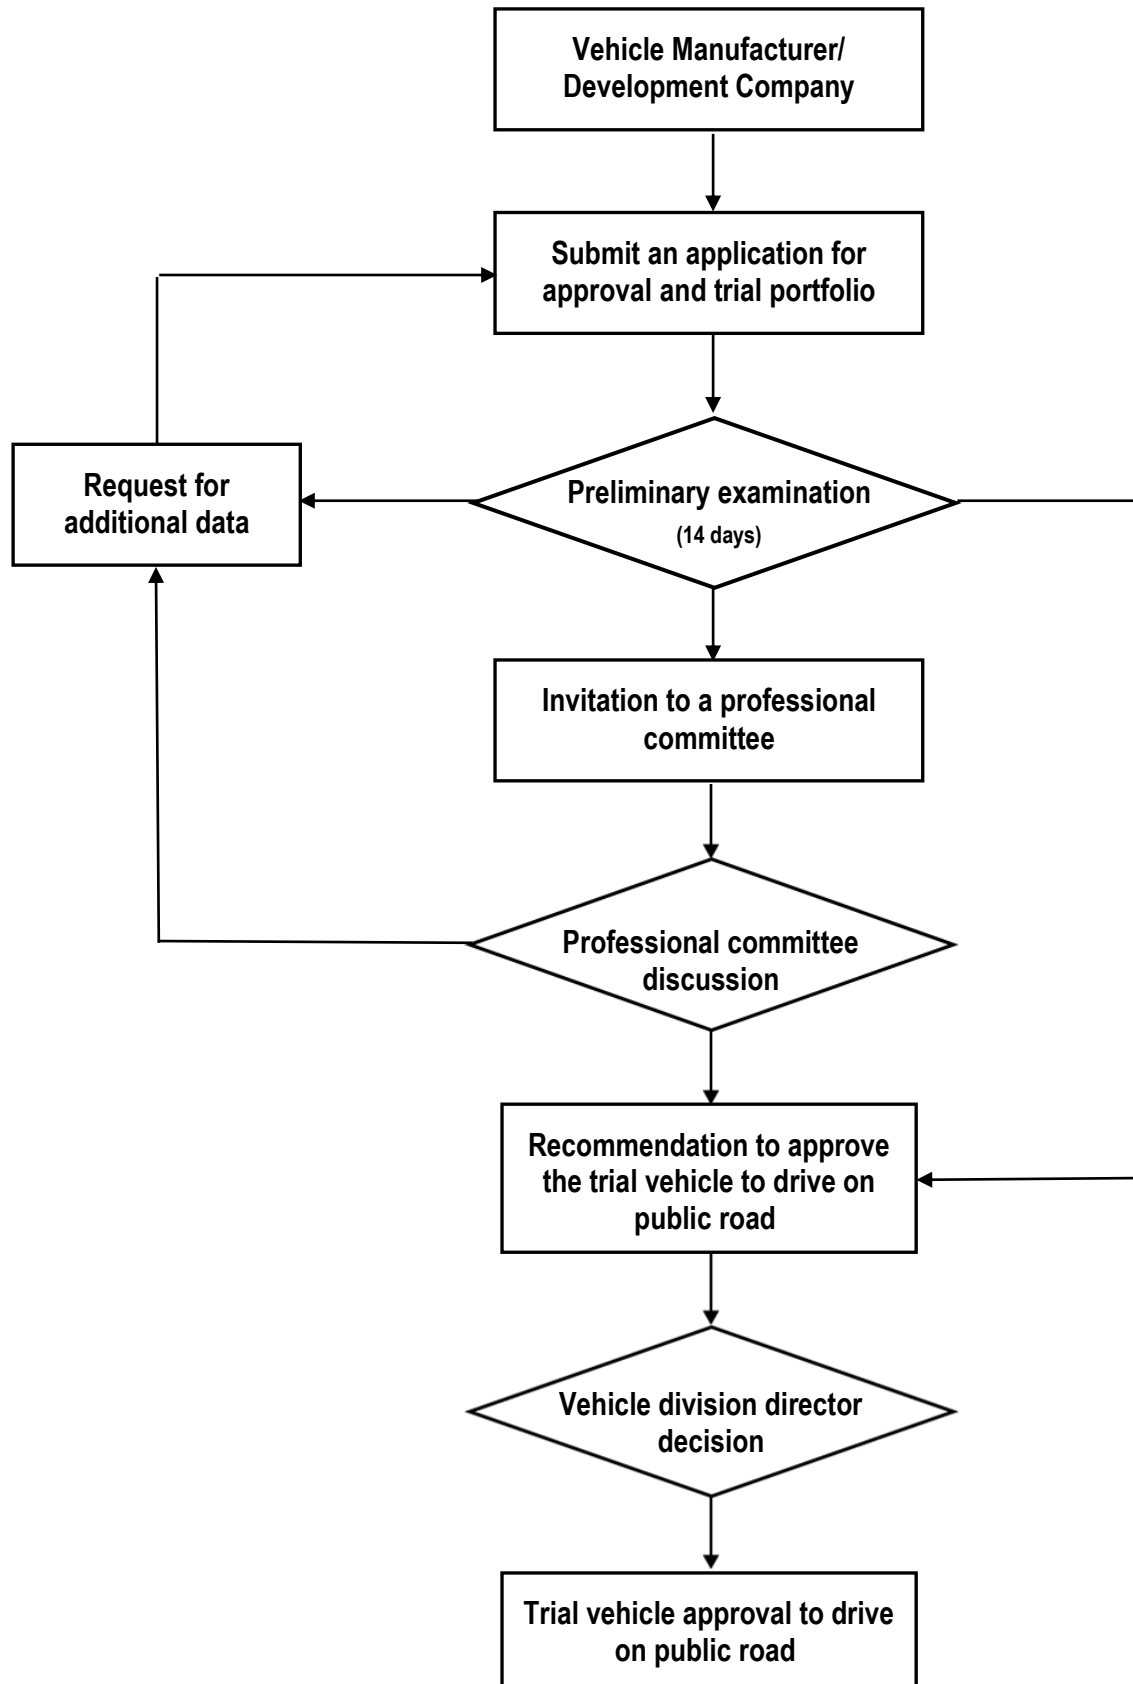 Vehicle Manufacturer/
Development Company
Submit an application for
approval and trial portfolio
Request for
additional data
Preliminary examination
(14 days)
Invitation to a professional
committee
Professional committee
discussion
Recommendation to approve
the trial vehicle to drive on
public road
Vehicle division director
decision
Trial vehicle approval to drive
on public road